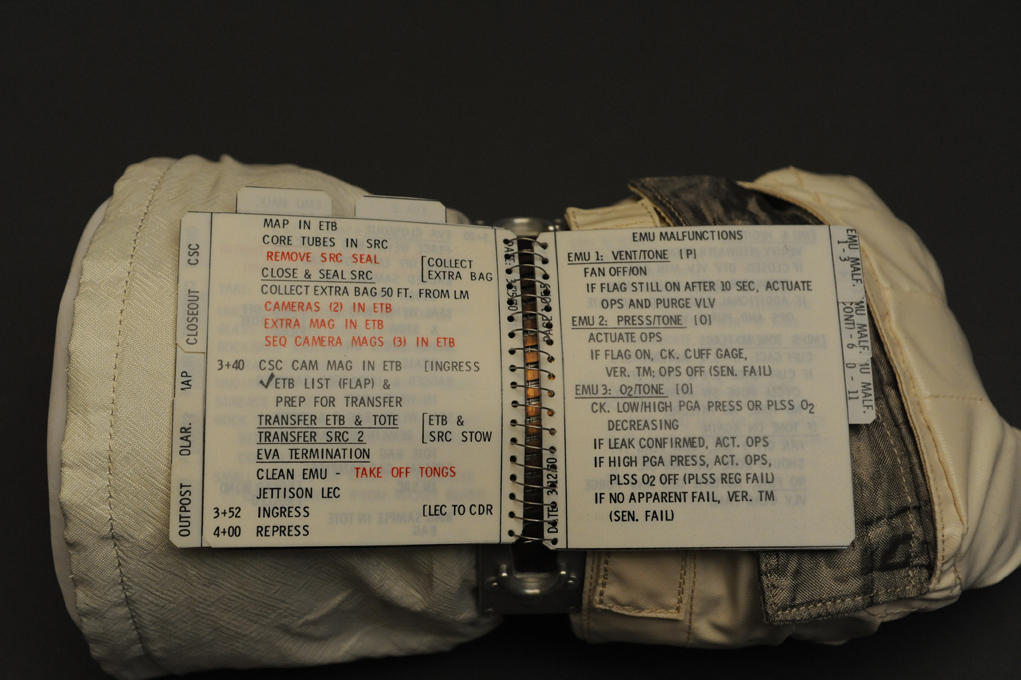 MAP IN ETB
CORE TUBES IN SRC
REMOVE SRC SEAL
CLOSE & SEAL SRC [COLLECT
EXTRA BAG
COLLECT EXTRA BAG 50 FT. FROM LM
CAMERAS (2) IN ETB
EXTRA MAG IN ETB
SEQ CAMERA MAGS (3) IN ETB
3+40 CSC CAM MAG IN ETB [INGRESS
✓ETB LIST (FLAP) &
PREP FOR TRANSFER
TRANSFER ETB & TOTE [ETB &
TRANSFER SRC 2 SRC STOW
EVA TERMINATION
CLEAN EMU - TAKE OFF TONGS
JETTISON LEC
3+52 INGRESS [LEC TO CDR
4+00 REPRESS
CSC
CLOSEOUT
OUTPOST
EMU MALFUNCTIONS
EMU 1: VENT/TONE [P]
FAN OFF/ON
IF FLAG STILL ON AFTER 10 SEC, ACTUATE
OPS AND PURGE VLV
EMU 2: PRESS/TONE [O]
ACTUATE OPS
IF FLAG ON, CK. CUFF GAGE,
VER. TM; OPS OFF (SEN. FAIL)
EMU 3: O2/TONE [O]
CK. LOW/HIGH PGA PRESS OR PLSS O2
DECREASING
IF LEAK CONFIRMED, ACT. OPS
IF HIGH PGA PRESS, ACT. OPS,
PLSS O2 OFF (PLSS REG FAIL)
IF NO APPARENT FAIL, VER. TM
(SEN. FAIL)
EMU MALF.
1 - 3